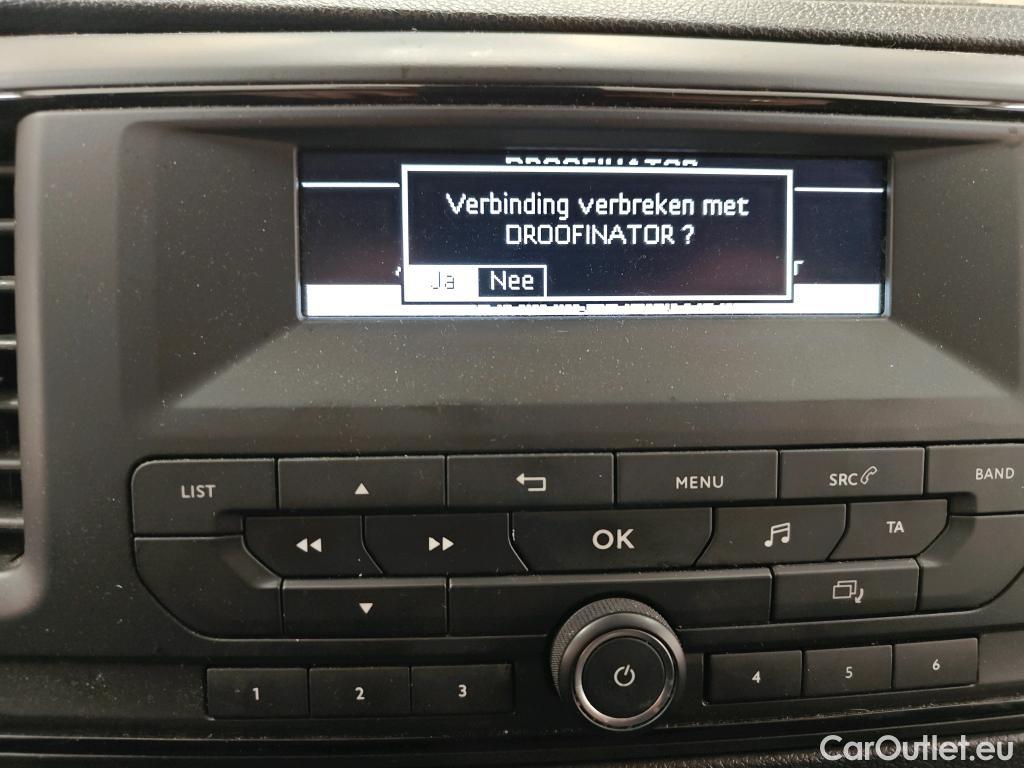 DROOFINATOR
Verbinding verbreken met
DROOFINATOR ?
Ja Nee
LIST MENU SRC BAND
OK TA
1 2 3 4 5 6
CarOutlet.eu